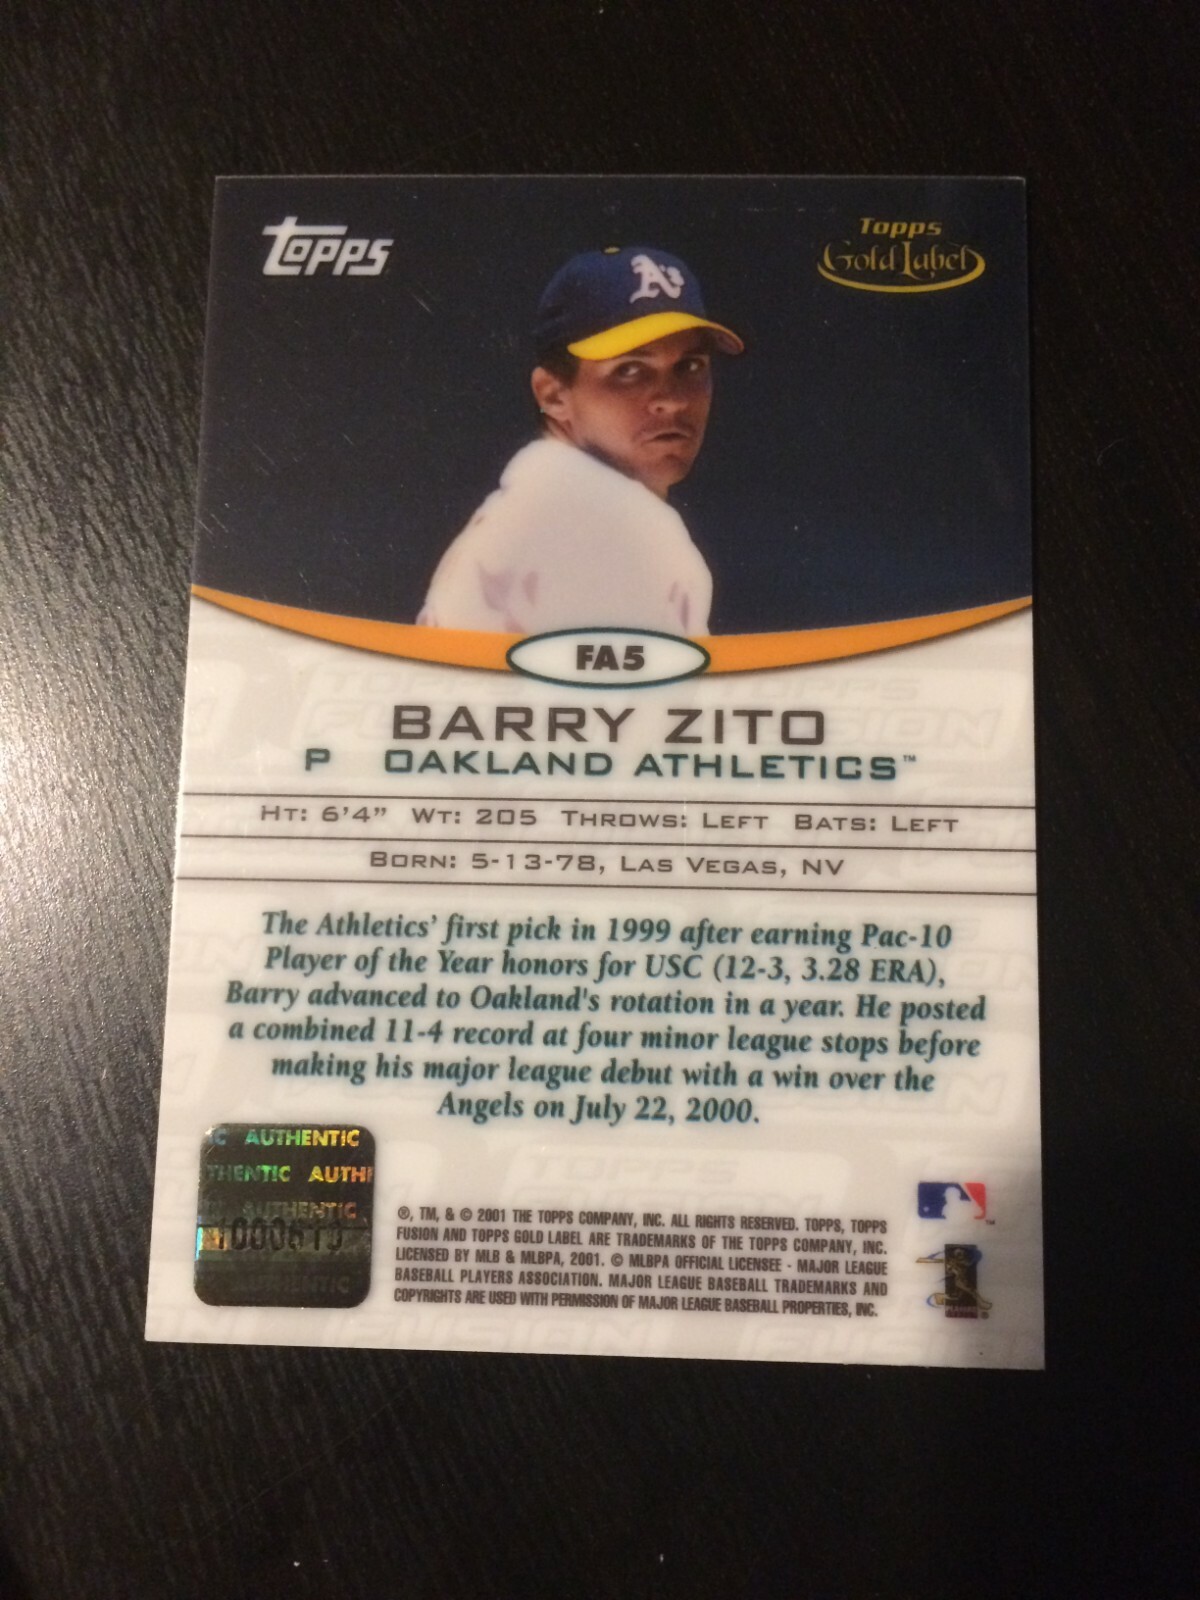 TOPPS
Topps
Gold Label
A's
FA5
BARRY ZITO
P OAKLAND ATHLETICS™
HT: 6'4" WT: 205 THROWS: LEFT BATS: LEFT
BORN: 5-13-78, LAS VEGAS, NV
The Athletics' first pick in 1999 after earning Pac-10
Player of the Year honors for USC (12-3, 3.28 ERA),
Barry advanced to Oakland's rotation in a year. He posted
a combined 11-4 record at four minor league stops before
making his major league debut with a win over the
Angels on July 22, 2000.
IC AUTHENTIC
THENTIC AUTHE
AUTHENTIC
AUTHENTIC
®, TM, & © 2001 THE TOPPS COMPANY, INC. ALL RIGHTS RESERVED. TOPPS, TOPPS
FUSION AND TOPPS GOLD LABEL ARE TRADEMARKS OF THE TOPPS COMPANY, INC.
LICENSED BY MLB & MLBPA, 2001. © MLBPA OFFICIAL LICENSEE - MAJOR LEAGUE
BASEBALL PLAYERS ASSOCIATION. MAJOR LEAGUE BASEBALL TRADEMARKS AND
COPYRIGHTS ARE USED WITH PERMISSION OF MAJOR LEAGUE BASEBALL PROPERTIES, INC.